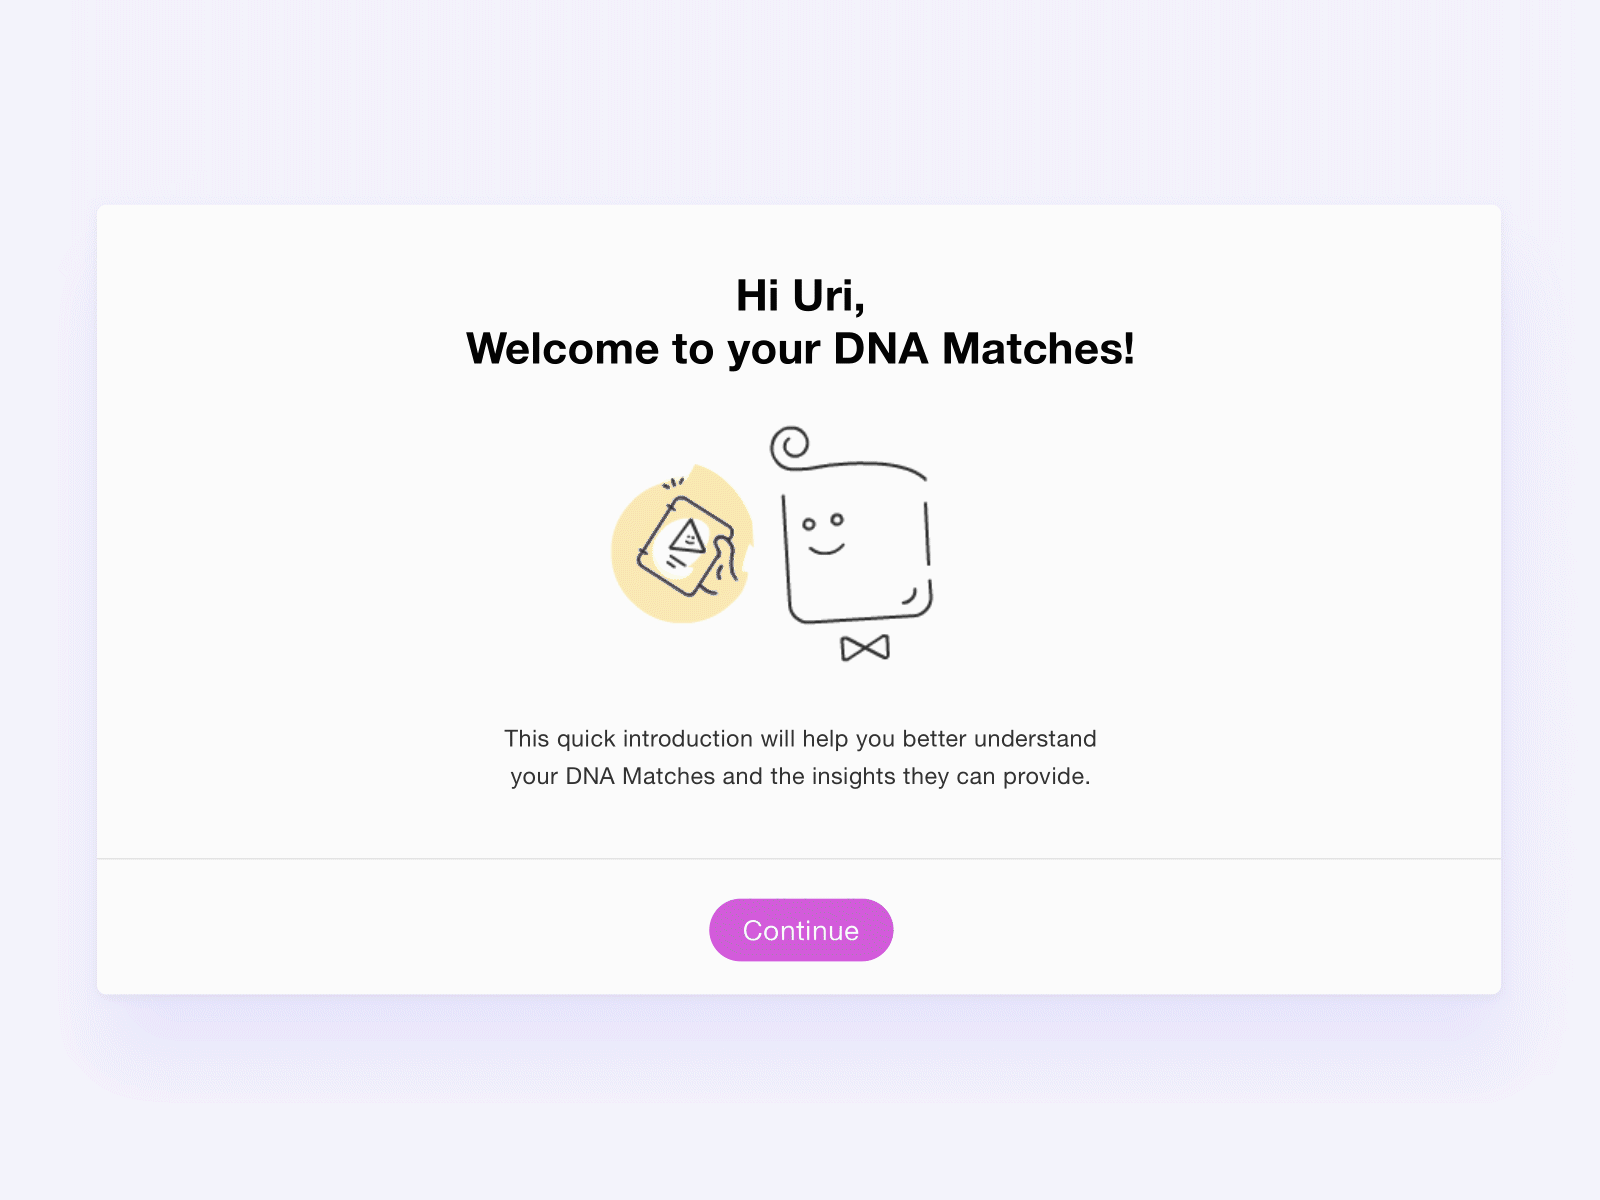 Hi Uri,
Welcome to your DNA Matches!
This quick introduction will help you better understand
your DNA Matches and the insights they can provide.
Continue